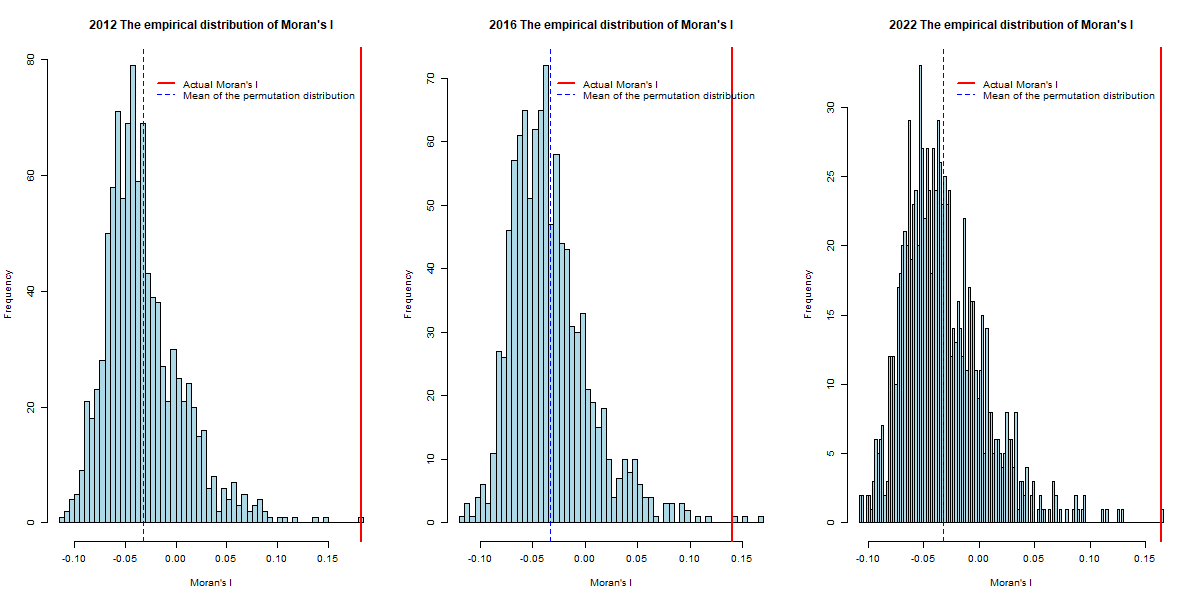 2012 The empirical distribution of Moran's I
Actual Moran's I
Mean of the permutation distribution
Frequency
0
20
40
60
80
-0.10
-0.05
0.00
0.05
0.10
0.15
Moran's I
2016 The empirical distribution of Moran's I
Actual Moran's I
Mean of the permutation distribution
Frequency
0
10
20
30
40
50
60
70
-0.10
-0.05
0.00
0.05
0.10
0.15
Moran's I
2022 The empirical distribution of Moran's I
Actual Moran's I
Mean of the permutation distribution
Frequency
0
5
10
15
20
25
30
-0.10
-0.05
0.00
0.05
0.10
0.15
Moran's I